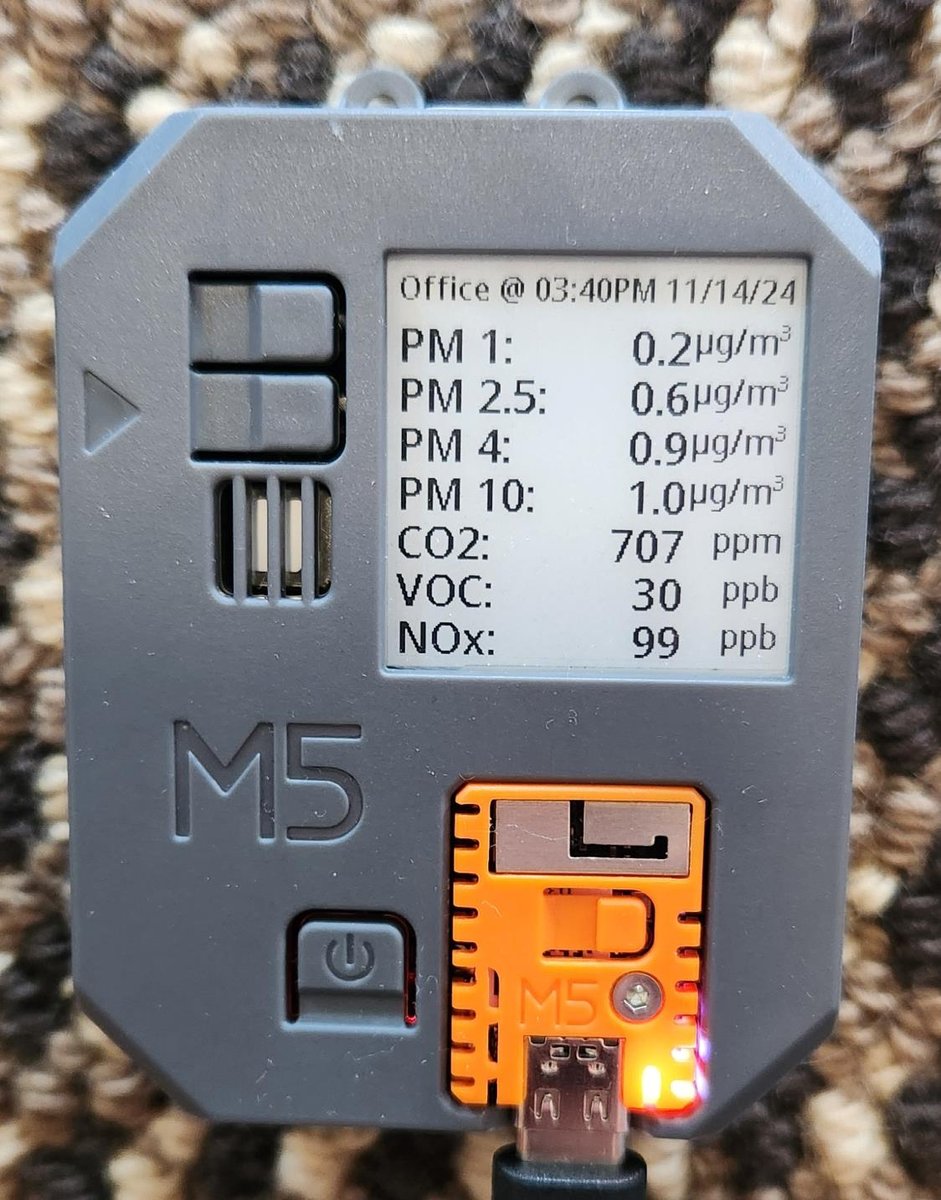 Office @ 03:40PM 11/14/24
PM 1: 0.2µg/m³
PM 2.5: 0.6µg/m³
PM 4: 0.9µg/m³
PM 10: 1.0µg/m³
CO2: 707 ppm
VOC: 30 ppb
NOx: 99 ppb
M5
M5